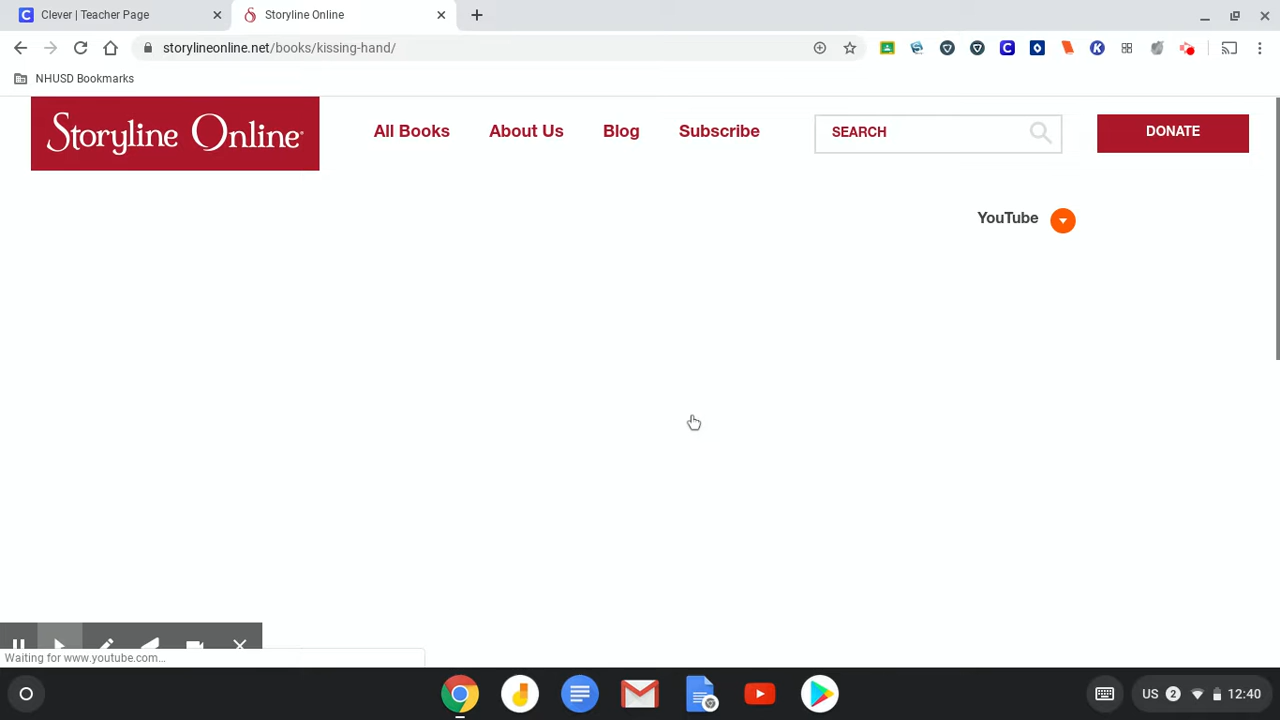 Clever | Teacher Page
Storyline Online
storylineonline.net/books/kissing-hand/
NHUSD Bookmarks
Storyline Online
All Books
About Us
Blog
Subscribe
SEARCH
DONATE
YouTube
Waiting for www.youtube.com...
US 2 12:40